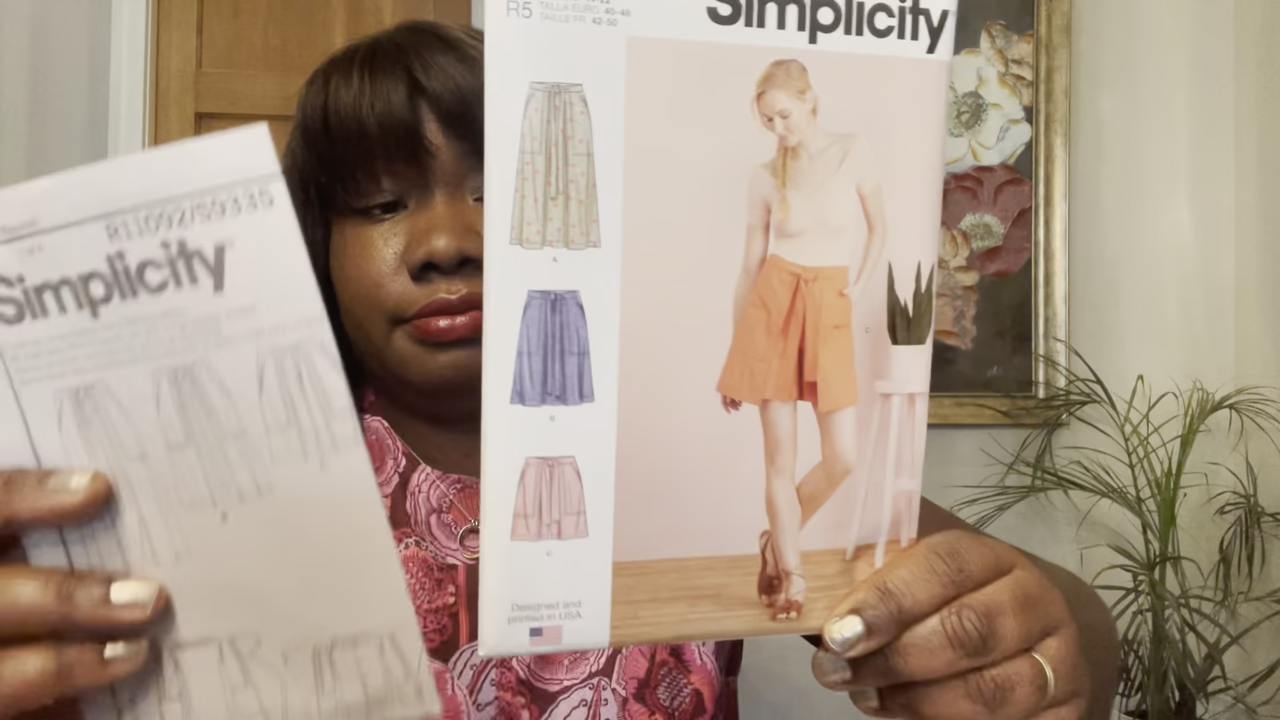 R11092/S9335
Simplicity
R5
TALLA EURO: 40-48
TAILLE FR: 42-50
Simplicity
A
B
C
C
Designed and
printed in USA